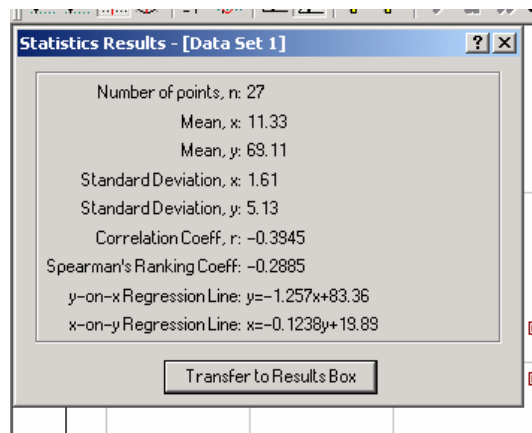 Statistics Results - [Data Set 1]
Number of points, n: 27
Mean, x: 11.33
Mean, y: 69.11
Standard Deviation, x: 1.61
Standard Deviation, y: 5.13
Correlation Coeff, r: -0.3945
Spearman's Ranking Coeff: -0.2885
y-on-x Regression Line: y=-1.257x+83.36
x-on-y Regression Line: x=-0.1238y+19.89
Transfer to Results Box